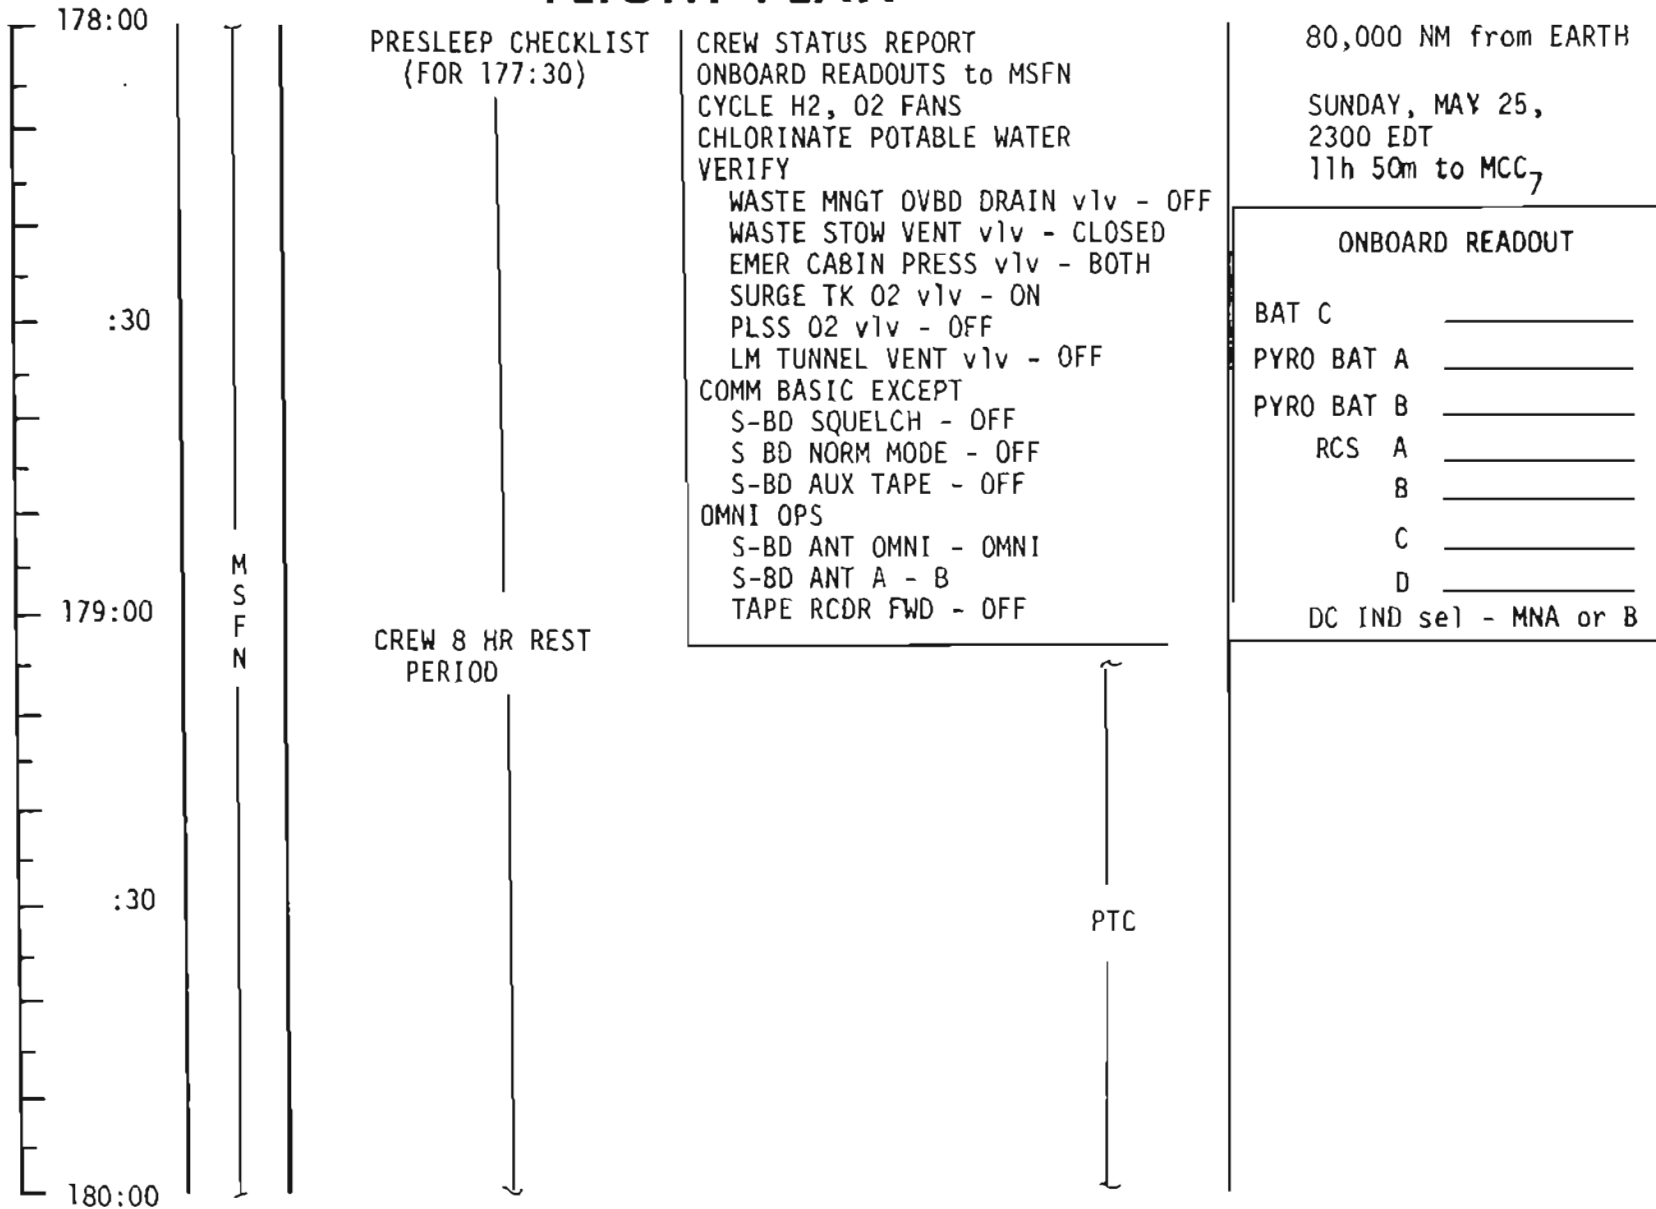 FLIGHT PLAN
178:00
:30
179:00
:30
180:00
M
S
F
N
PRESLEEP CHECKLIST
(FOR 177:30)
CREW 8 HR REST
PERIOD
CREW STATUS REPORT
ONBOARD READOUTS to MSFN
CYCLE H2, O2 FANS
CHLORINATE POTABLE WATER
VERIFY
WASTE MNGT OVBD DRAIN vlv - OFF
WASTE STOW VENT vlv - CLOSED
EMER CABIN PRESS vlv - BOTH
SURGE TK O2 vlv - ON
PLSS O2 vlv - OFF
LM TUNNEL VENT vlv - OFF
COMM BASIC EXCEPT
S-BD SQUELCH - OFF
S BD NORM MODE - OFF
S-BD AUX TAPE - OFF
OMNI OPS
S-BD ANT OMNI - OMNI
S-BD ANT A - B
TAPE RCDR FWD - OFF
PTC
80,000 NM from EARTH
SUNDAY, MAY 25,
2300 EDT
11h 50m to MCC7
ONBOARD READOUT
BAT C
PYRO BAT A
PYRO BAT B
RCS A
B
C
D
DC IND sel - MNA or B